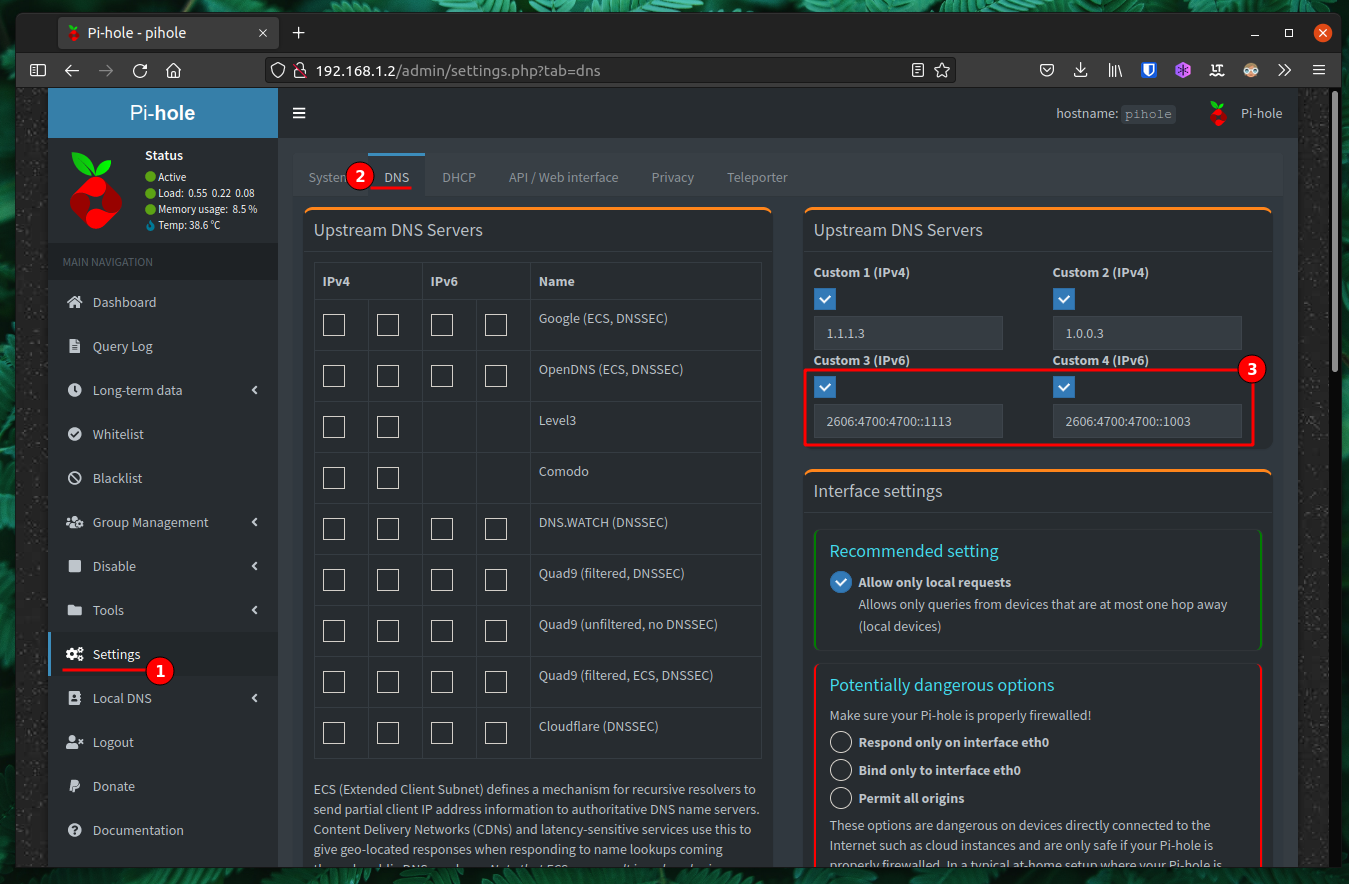 Pi-hole - pihole
192.168.1.2/admin/settings.php?tab=dns
Pi-hole
hostname: pihole
Pi-hole
Status
Active
Load: 0.55 0.22 0.08
Memory usage: 8.5 %
Temp: 38.6 °C
MAIN NAVIGATION
Dashboard
Query Log
Long-term data
Whitelist
Blacklist
Group Management
Disable
Tools
Settings
1
Local DNS
Logout
Donate
Documentation
System 2 DNS DHCP API / Web interface Privacy Teleporter
Upstream DNS Servers
IPv4 IPv6 Name
Google (ECS, DNSSEC)
OpenDNS (ECS, DNSSEC)
Level3
Comodo
DNS.WATCH (DNSSEC)
Quad9 (filtered, DNSSEC)
Quad9 (unfiltered, no DNSSEC)
Quad9 (filtered, ECS, DNSSEC)
Cloudflare (DNSSEC)
ECS (Extended Client Subnet) defines a mechanism for recursive resolvers to
send partial client IP address information to authoritative DNS name servers.
Content Delivery Networks (CDNs) and latency-sensitive services use this to
give geo-located responses when responding to name lookups coming
Upstream DNS Servers
Custom 1 (IPv4) Custom 2 (IPv4)
1.1.1.3 1.0.0.3
Custom 3 (IPv6) Custom 4 (IPv6)
3
2606:4700:4700::1113 2606:4700:4700::1003
Interface settings
Recommended setting
Allow only local requests
Allows only queries from devices that are at most one hop away
(local devices)
Potentially dangerous options
Make sure your Pi-hole is properly firewalled!
Respond only on interface eth0
Bind only to interface eth0
Permit all origins
These options are dangerous on devices directly connected to the
Internet such as cloud instances and are only safe if your Pi-hole is
properly firewalled. In a typical at-home setup where your Pi-hole is